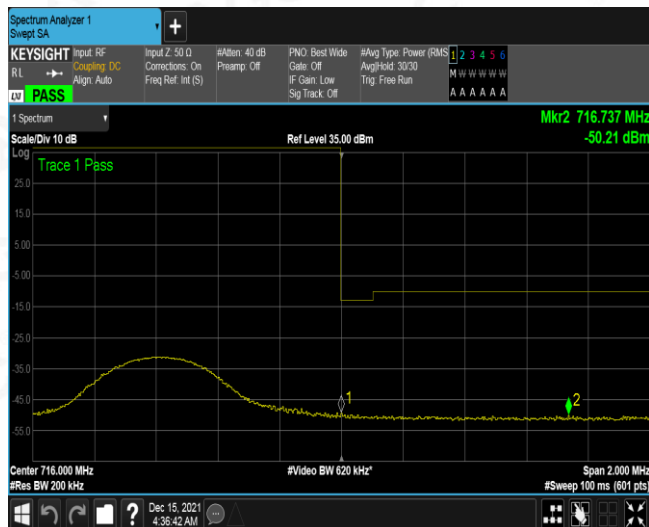 Spectrum Analyzer 1
Swept SA
+
KEYSIGHT
RL
LXI PASS
Input: RF
Coupling: DC
Align: Auto
Input Z: 50 Ω
Corrections: On
Freq Ref: Int (S)
#Atten: 40 dB
Preamp: Off
PNO: Best Wide
Gate: Off
IF Gain: Low
Sig Track: Off
#Avg Type: Power (RMS
Avg|Hold: 30/30
Trig: Free Run
1 2 3 4 5 6
M W W W W W
A A A A A A
1 Spectrum
Mkr2 716.737 MHz
Scale/Div 10 dB
Ref Level 35.00 dBm
-50.21 dBm
Log
Trace 1 Pass
25.0
15.0
5.00
-5.00
-15.0
-25.0
-35.0
-45.0
-55.0
1
2
Center 716.000 MHz
#Video BW 620 kHz*
Span 2.000 MHz
#Res BW 200 kHz
#Sweep 100 ms (601 pts)
?
Dec 15, 2021
4:36:42 AM